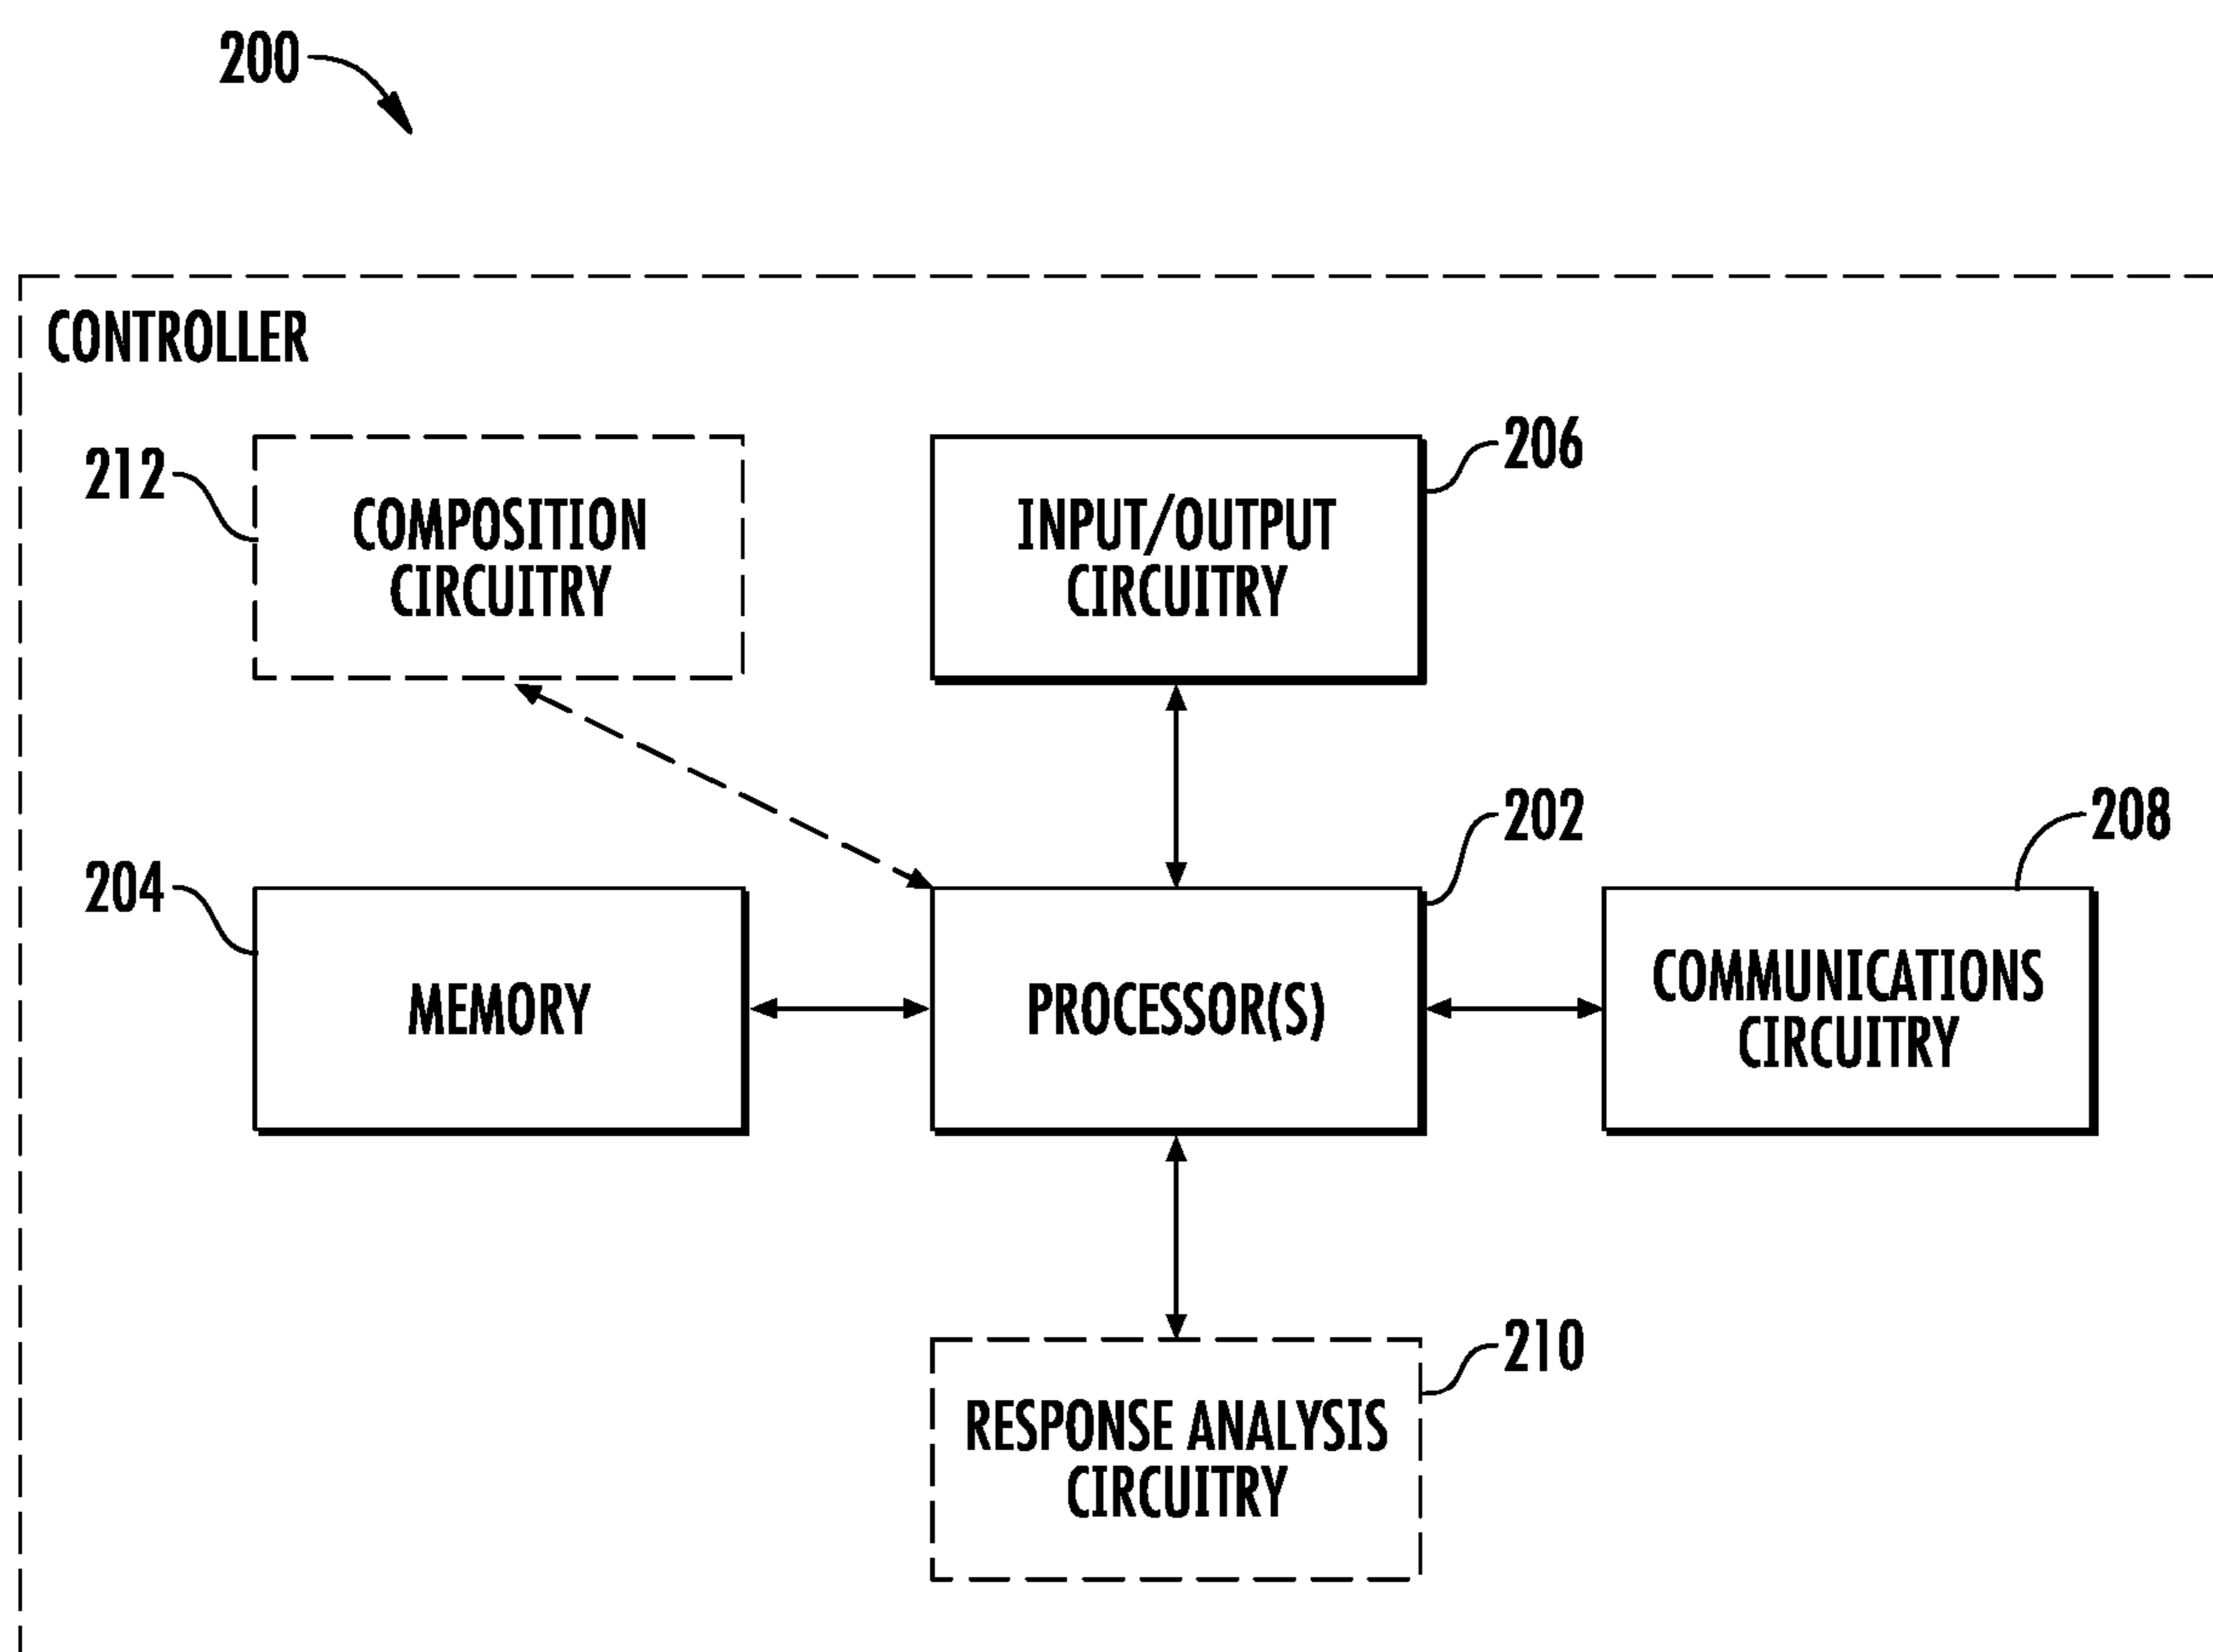 200
CONTROLLER
212
COMPOSITION
CIRCUITRY
INPUT/OUTPUT
CIRCUITRY
206
204
MEMORY
PROCESSOR(S)
202
COMMUNICATIONS
CIRCUITRY
208
RESPONSE ANALYSIS
CIRCUITRY
210